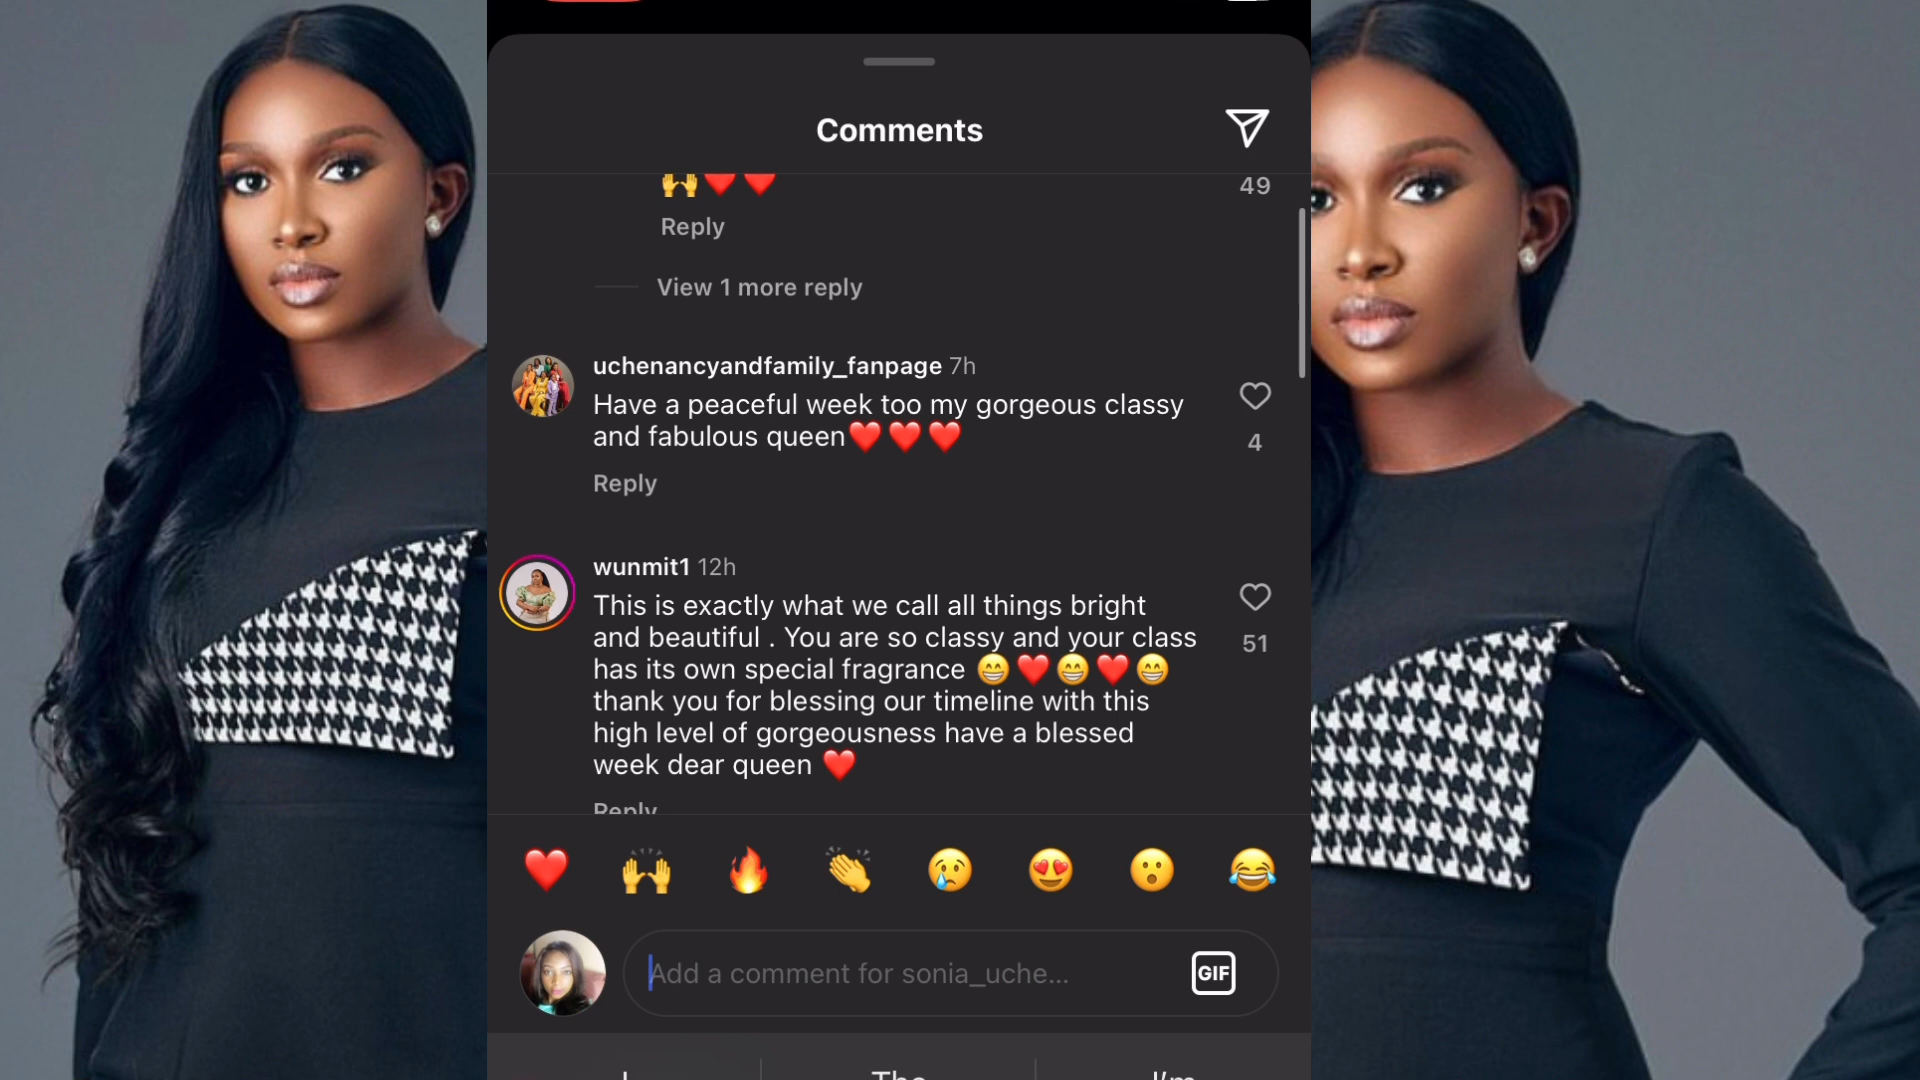 Comments
49
Reply
View 1 more reply
uchenancyandfamily_fanpage 7h
Have a peaceful week too my gorgeous classy
and fabulous queen❤️❤️❤️
4
Reply
wunmit1 12h
This is exactly what we call all things bright
and beautiful . You are so classy and your class
has its own special fragrance 😁❤️😁❤️😁
51
thank you for blessing our timeline with this
high level of gorgeousness have a blessed
week dear queen ❤️
Reply
Add a comment for sonia_uche...
GIF
The
I'm